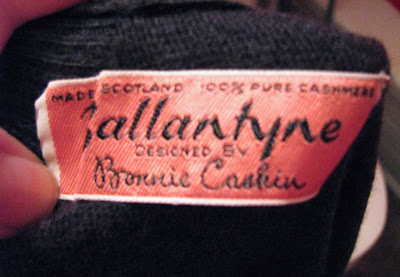 MADE SCOTLAND 100% PURE CASHMERE
Ballantyne
DESIGNED BY
Bonnie Cashin